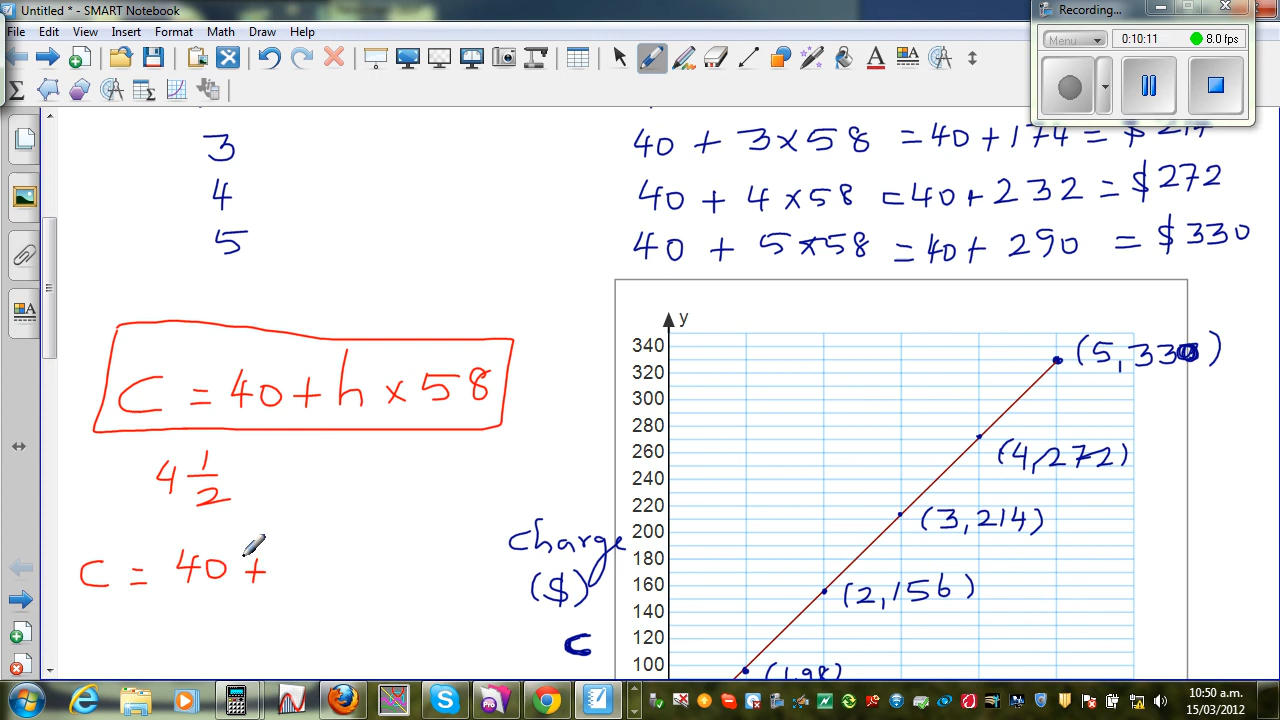 Untitled * - SMART Notebook
Recording...
File Edit View Insert Format Math Draw Help
Menu 0:10:11 8.0 fps
3 40 + 3 x 58 = 40 + 174 = $ 214
4 40 + 4 x 58 = 40 + 232 = $ 272
5 40 + 5 x 58 = 40 + 290 = $ 330
C = 40 + h x 58
4 1/2
C = 40 +
charge
($)
C
y
340
320
300
280
260
240
220
200
180
160
140
120
100
(5, 330)
(4, 272)
(3, 214)
(2, 156)
(1, 98)
10:50 a.m.
15/03/2012